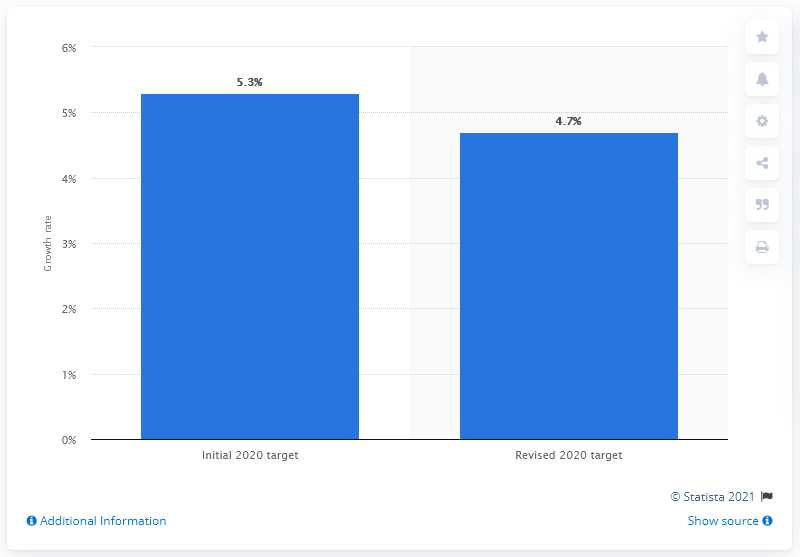 6%
5%
4%
3%
2%
1%
0%
Growth rate
5.3%
4.7%
Initial 2020 target
Revised 2020 target
© Statista 2021
Additional Information
Show source